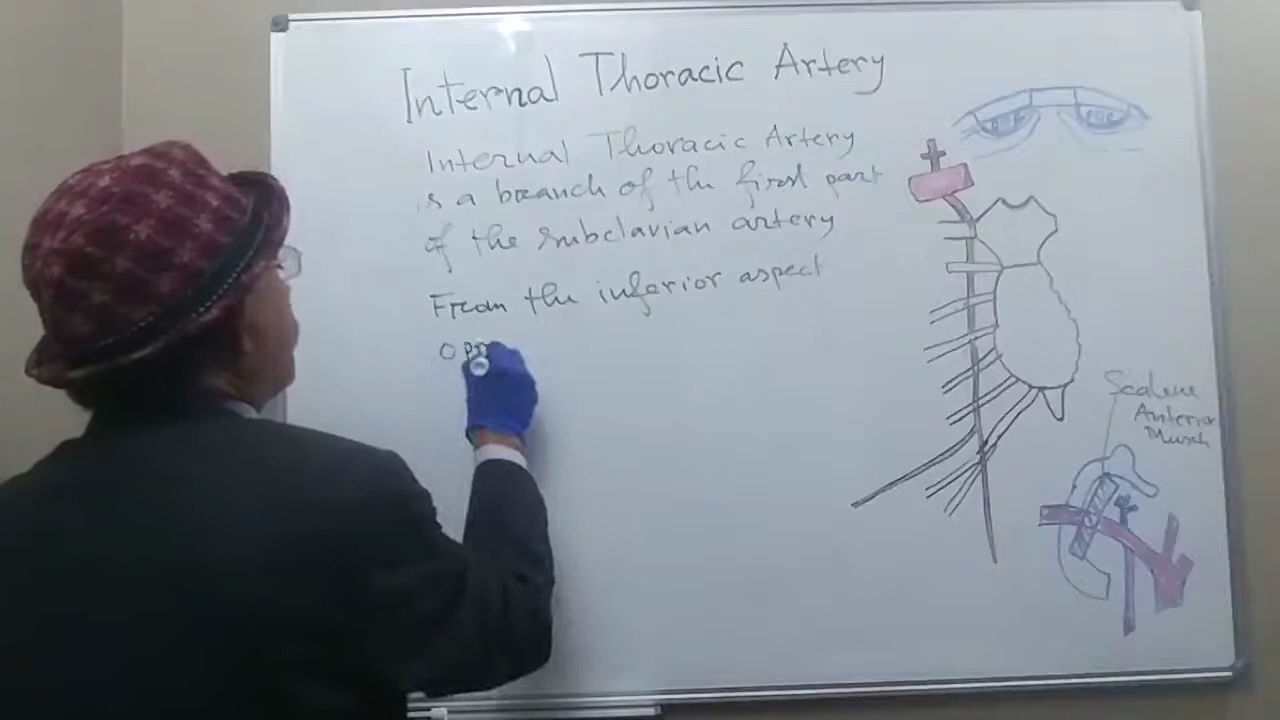 Internal Thoracic Artery
Internal Thoracic Artery
is a branch of the first part
of the subclavian artery
From the inferior aspect
opp
Scalene
Anterior
Muscle